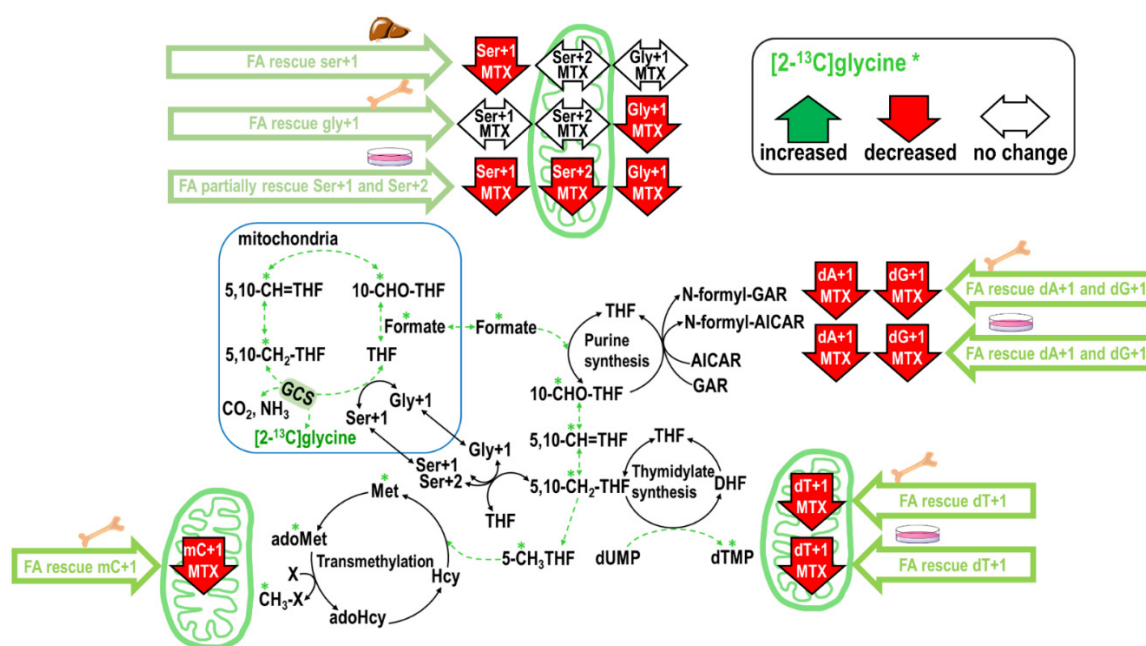 FA rescue ser+1
Ser+1 MTX
Ser+2 MTX
Gly+1 MTX
FA rescue gly+1
Ser+1 MTX
Ser+2 MTX
Gly+1 MTX
FA partially rescue Ser+1 and Ser+2
Ser+1 MTX
Ser+2 MTX
Gly+1 MTX
[2-¹³C]glycine *
increased
decreased
no change
mitochondria
*
5,10-CH=THF
*
10-CHO-THF
*
Formate
*
Formate
*
5,10-CH₂-THF
THF
GCS
CO₂, NH₃
[2-¹³C]glycine
Gly+1
Ser+1
Gly+1
Ser+1
Ser+2
THF
THF
Purine
synthesis
N-formyl-GAR
N-formyl-AICAR
AICAR
GAR
*
10-CHO-THF
*
5,10-CH=THF
*
5,10-CH₂-THF
THF
Thymidylate
synthesis
DHF
dUMP
*
dTMP
*
5-CH₃THF
*
Met
*
adoMet
Transmethylation
X
*
CH₃-X
adoHcy
Hcy
dA+1 MTX
dG+1 MTX
FA rescue dA+1 and dG+1
dA+1 MTX
dG+1 MTX
FA rescue dA+1 and dG+1
dT+1 MTX
FA rescue dT+1
dT+1 MTX
FA rescue dT+1
FA rescue mC+1
mC+1 MTX